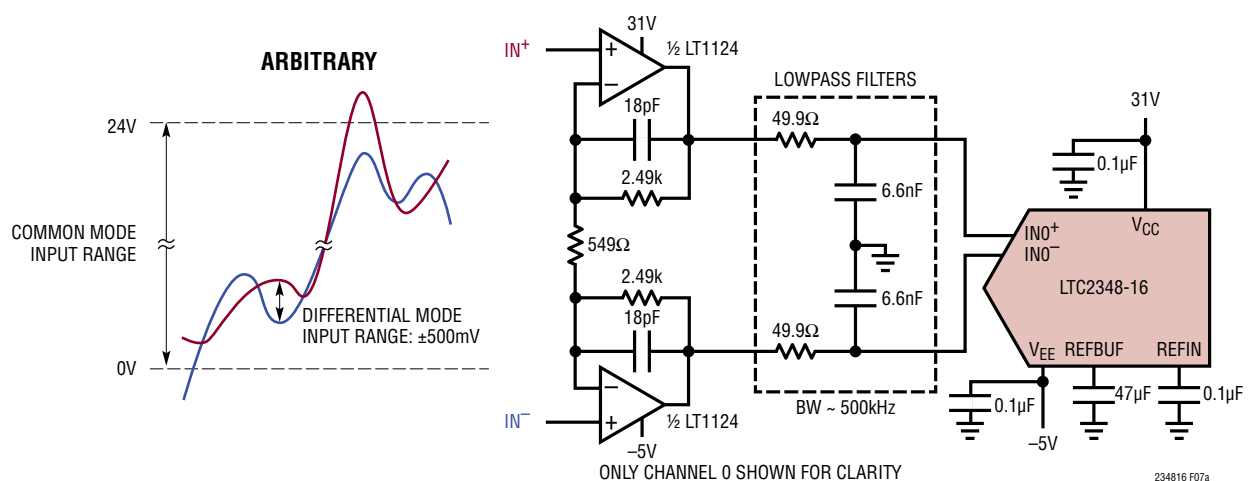 ARBITRARY
24V
COMMON MODE
INPUT RANGE
DIFFERENTIAL MODE
INPUT RANGE: ±500mV
0V
IN+
31V
½ LT1124
18pF
2.49k
549Ω
2.49k
18pF
IN–
½ LT1124
–5V
LOWPASS FILTERS
49.9Ω
6.6nF
6.6nF
49.9Ω
BW ~ 500kHz
31V
0.1µF
VCC
IN0+
IN0–
LTC2348-16
VEE
REFBUF
REFIN
0.1µF
–5V
47µF
0.1µF
ONLY CHANNEL 0 SHOWN FOR CLARITY
234816 F07a